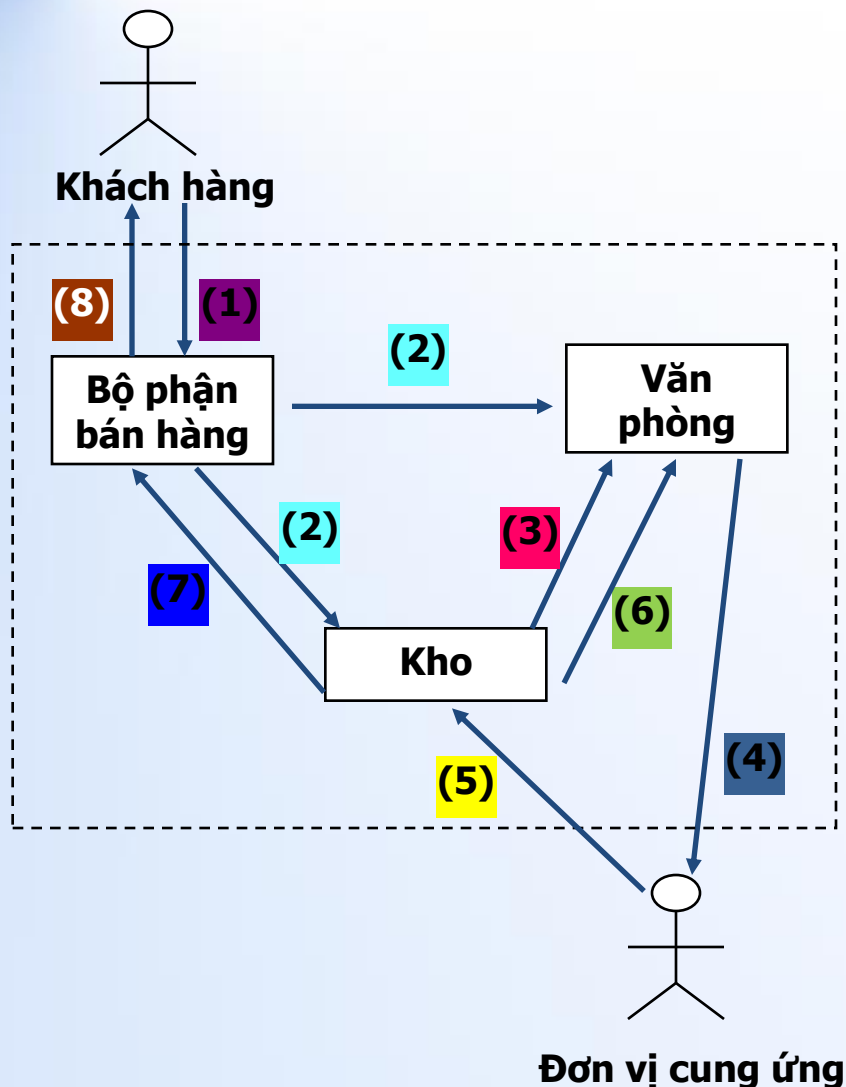 Khách hàng
(8)
(1)
(2)
Bộ phận
bán hàng
Văn
phòng
(2)
(3)
(7)
(6)
Kho
(5)
(4)
Đơn vị cung ứng